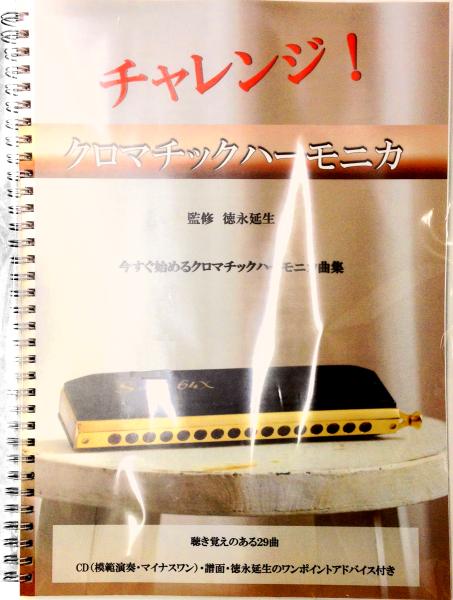 チャレンジ！
クロマチックハーモニカ
監修 徳永延生
今すぐ始めるクロマチックハーモニカ曲集
64X
聴き覚えのある29曲
CD（模範演奏・マイナスワン）・譜面・徳永延生のワンポイントアドバイス付き